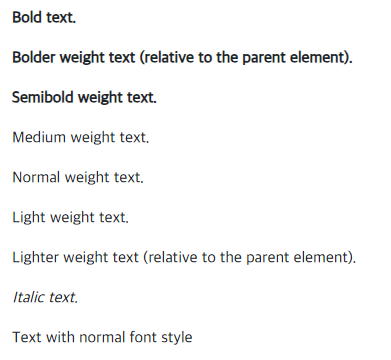 Bold text.
Bolder weight text (relative to the parent element).
Semibold weight text.
Medium weight text.
Normal weight text.
Light weight text.
Lighter weight text (relative to the parent element).
Italic text.
Text with normal font style